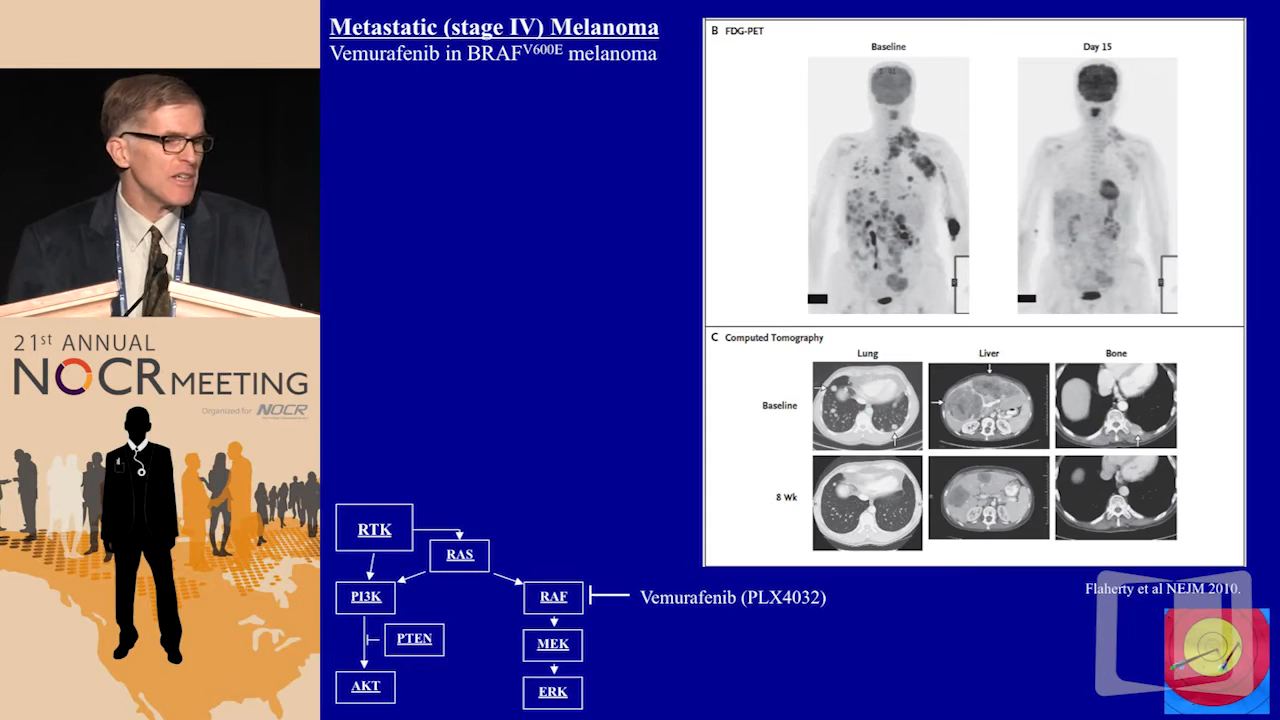 Metastatic (stage IV) Melanoma
Vemurafenib in BRAFV600E melanoma
B FDG-PET
Baseline
Day 15
C Computed Tomography
Lung
Liver
Bone
Baseline
8 Wk
Flaherty et al NEJM 2010.
RTK
RAS
PI3K
RAF
Vemurafenib (PLX4032)
PTEN
MEK
AKT
ERK
21st ANNUAL
NOCR MEETING
Organized for NOCR